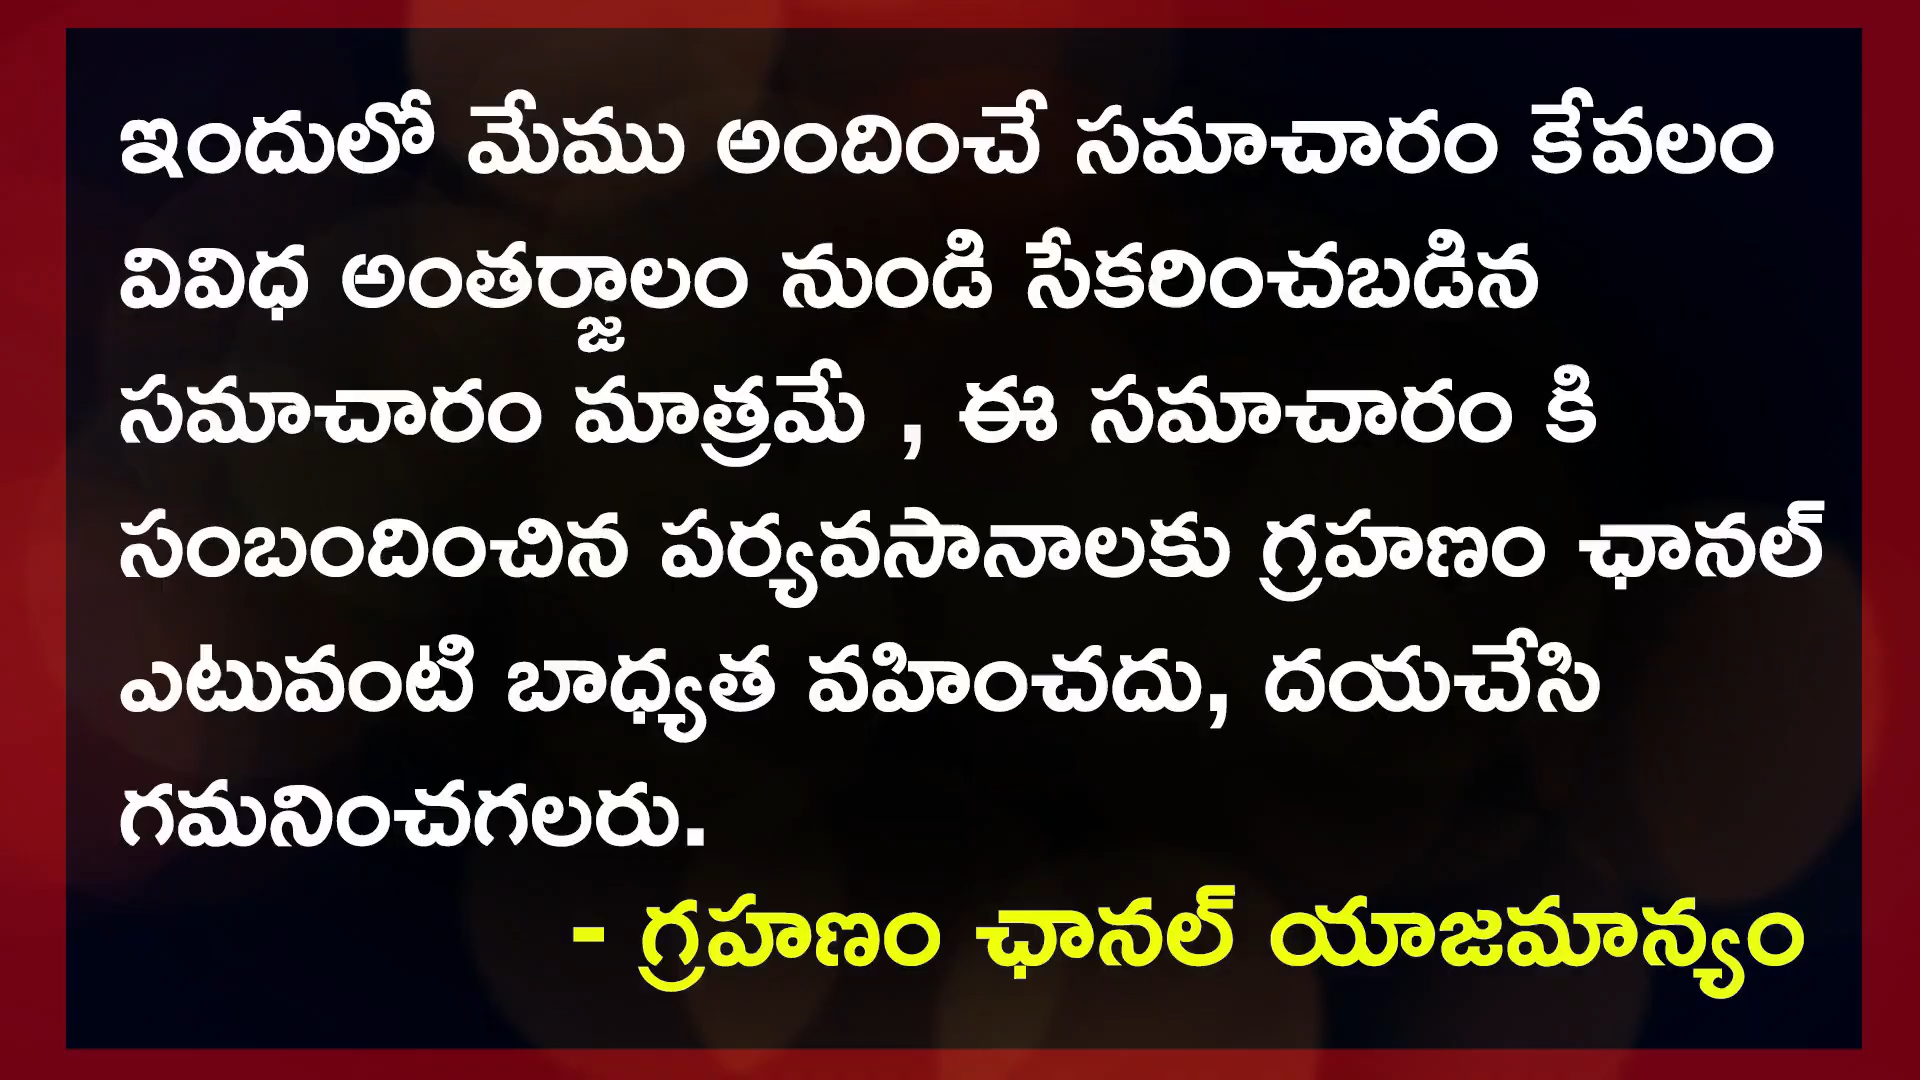 ఇందులో మేము అందించే సమాచారం కేవలం
వివిధ అంతర్జాలం నుండి సేకరించబడిన
సమాచారం మాత్రమే , ఈ సమాచారం కి
సంబందించిన పర్యవసానాలకు గ్రహణం ఛానల్
ఎటువంటి బాధ్యత వహించదు, దయచేసి
గమనించగలరు.
- గ్రహణం ఛానల్ యాజమాన్యం